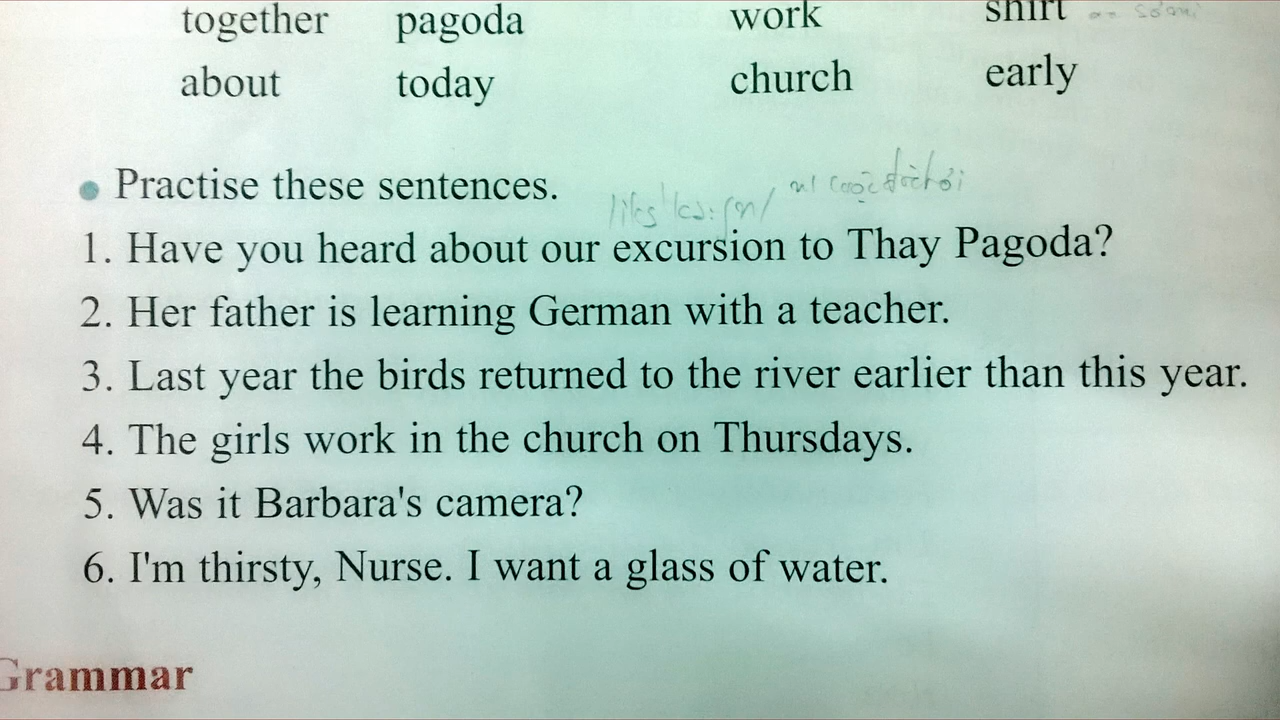 together pagoda work shirt
about today church early
Practise these sentences.
1. Have you heard about our excursion to Thay Pagoda?
2. Her father is learning German with a teacher.
3. Last year the birds returned to the river earlier than this year.
4. The girls work in the church on Thursdays.
5. Was it Barbara's camera?
6. I'm thirsty, Nurse. I want a glass of water.
Grammar